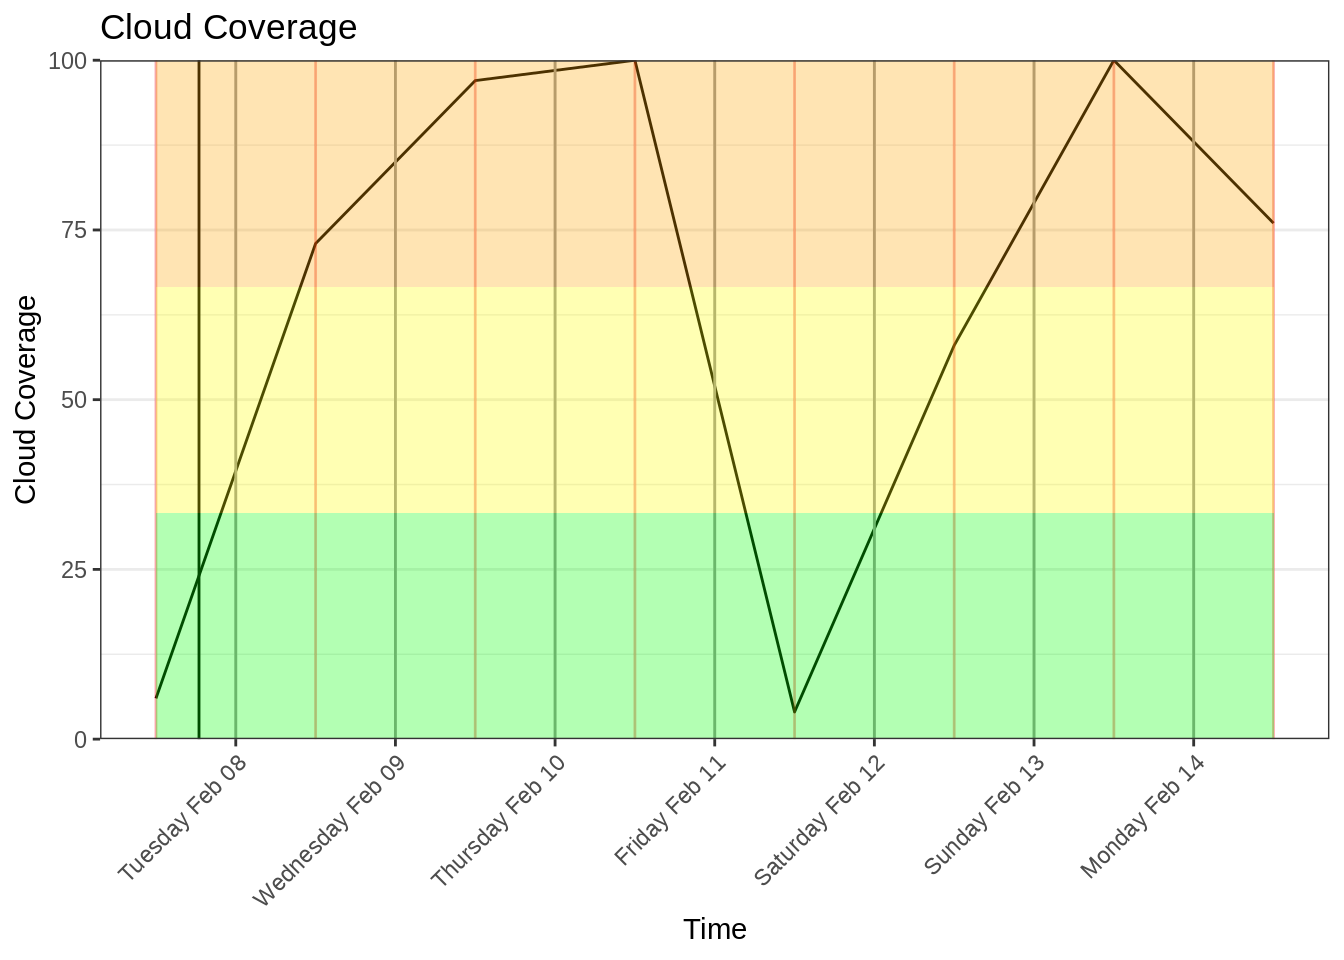 Cloud Coverage
100
75
50
25
0
Cloud Coverage
Tuesday Feb 08
Wednesday Feb 09
Thursday Feb 10
Friday Feb 11
Saturday Feb 12
Sunday Feb 13
Monday Feb 14
Time